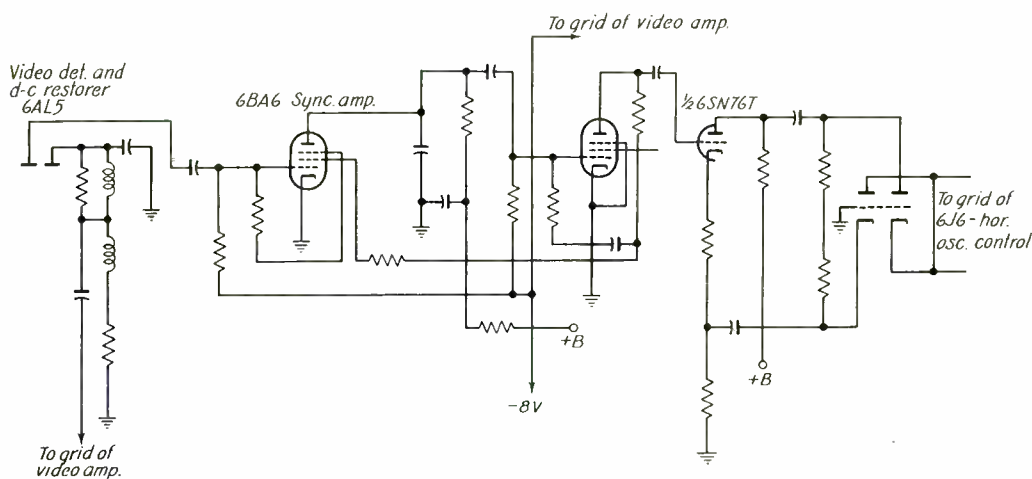 To grid of video amp.
Video det. and
d-c restorer
6AL5
6BA6 Sync. amp.
½6SN76T
To grid of
6J6-hor.
osc. control
+B
+B
-8V
To grid of
video amp.